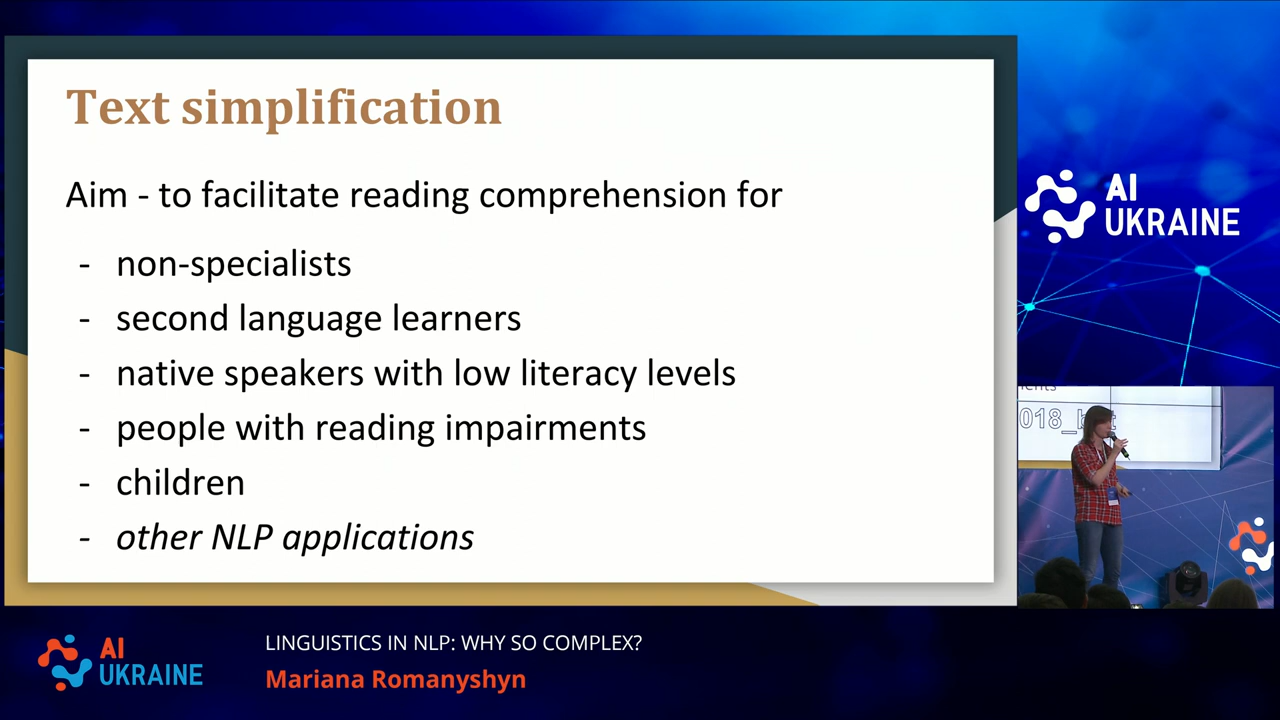 Text simplification
Aim - to facilitate reading comprehension for
- non-specialists
- second language learners
- native speakers with low literacy levels
- people with reading impairments
- children
- other NLP applications
AI
UKRAINE
AI
UKRAINE
LINGUISTICS IN NLP: WHY SO COMPLEX?
Mariana Romanyshyn